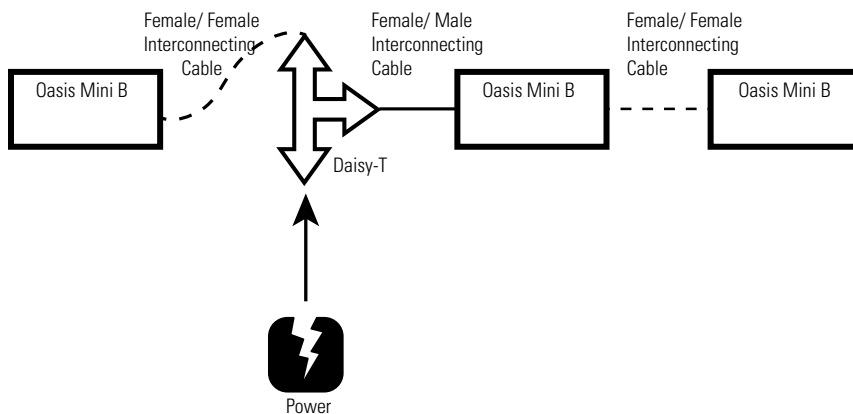 Female/ Female
Interconnecting
Cable
Female/ Male
Interconnecting
Cable
Female/ Female
Interconnecting
Cable
Oasis Mini B
Oasis Mini B
Oasis Mini B
Daisy-T
Power